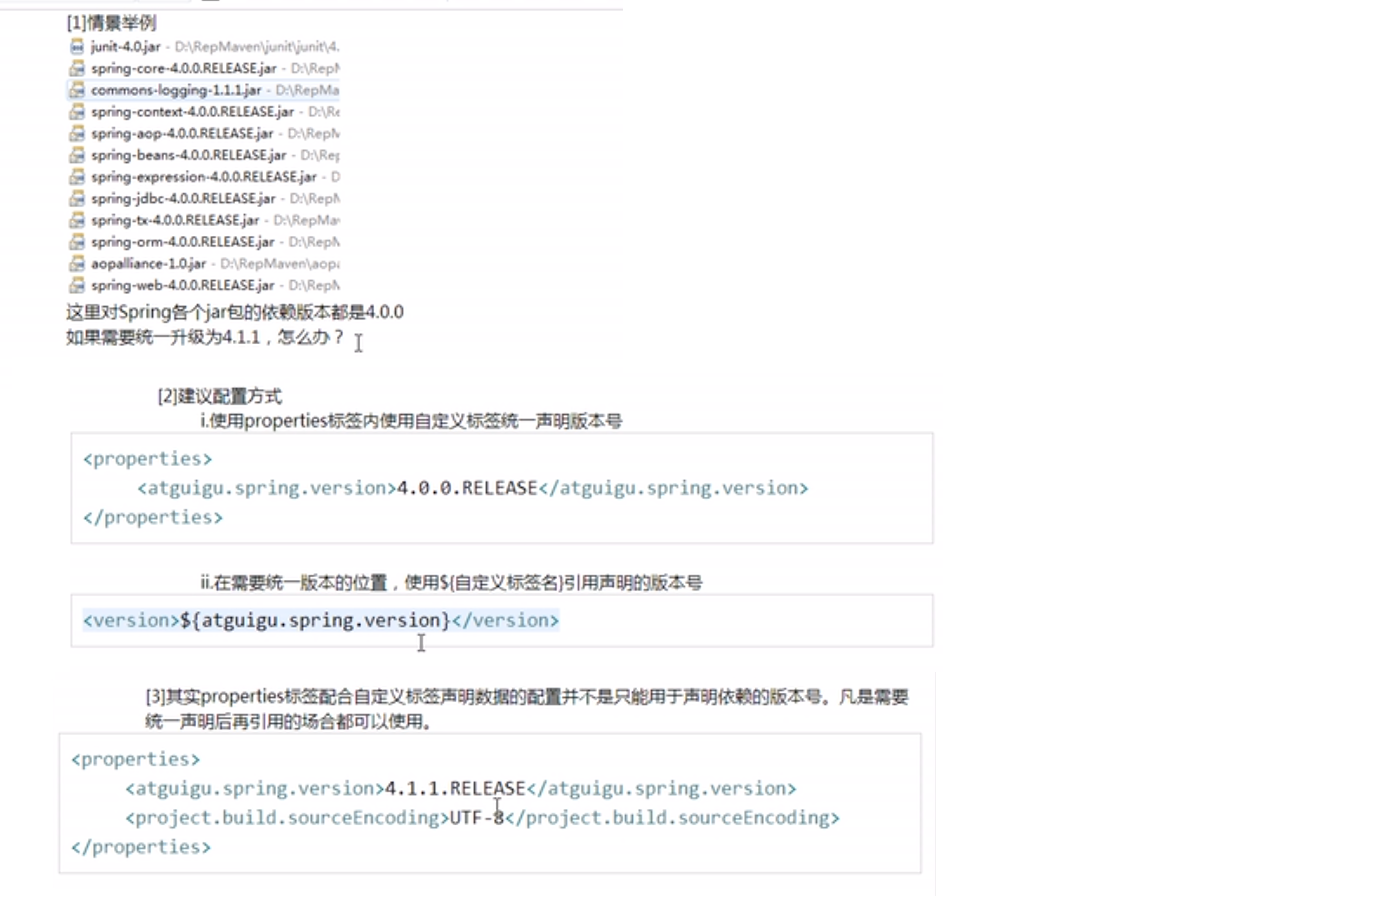 [1]情景举例
junit-4.0.jar - D:\RepMaven\junit\junit\4.
spring-core-4.0.0.RELEASE.jar - D:\Rep
commons-logging-1.1.1.jar - D:\RepMa
spring-context-4.0.0.RELEASE.jar - D:\Re
spring-aop-4.0.0.RELEASE.jar - D:\Rep
spring-beans-4.0.0.RELEASE.jar - D:\Rep
spring-expression-4.0.0.RELEASE.jar - D
spring-jdbc-4.0.0.RELEASE.jar - D:\Rep
spring-tx-4.0.0.RELEASE.jar - D:\RepMa
spring-orm-4.0.0.RELEASE.jar - D:\Rep
aopalliance-1.0.jar - D:\RepMaven\aop
spring-web-4.0.0.RELEASE.jar - D:\Rep
这里对Spring各个jar包的依赖版本都是4.0.0
如果需要统一升级为4.1.1，怎么办？
[2]建议配置方式
i.使用properties标签内使用自定义标签统一声明版本号
<properties>
<atguigu.spring.version>4.0.0.RELEASE</atguigu.spring.version>
</properties>
ii.在需要统一版本的位置，使用${自定义标签名}引用声明的版本号
<version>${atguigu.spring.version}</version>
[3]其实properties标签配合自定义标签声明数据的配置并不是只能用于声明依赖的版本号。凡是需要
统一声明后再引用的场合都可以使用。
<properties>
<atguigu.spring.version>4.1.1.RELEASE</atguigu.spring.version>
<project.build.sourceEncoding>UTF-8</project.build.sourceEncoding>
</properties>